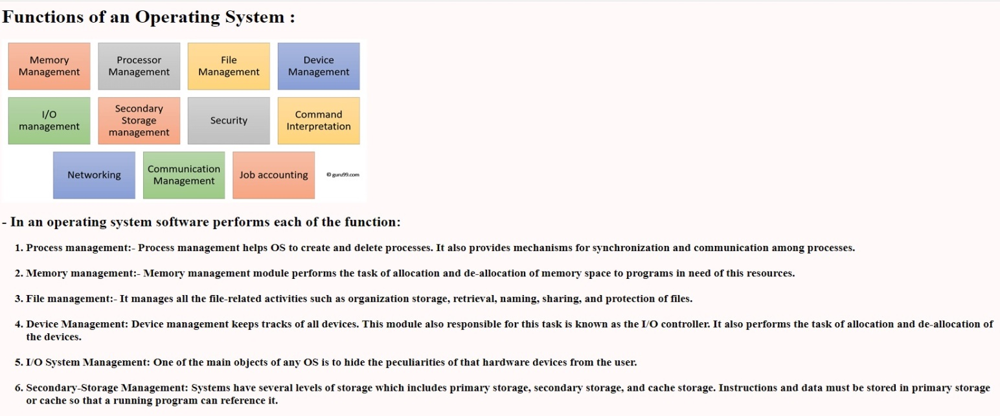 Functions of an Operating System :
Memory Management
Processor Management
File Management
Device Management
I/O management
Secondary Storage management
Security
Command Interpretation
Networking
Communication Management
Job accounting
© guru99.com
- In an operating system software performs each of the function:
1. Process management:- Process management helps OS to create and delete processes. It also provides mechanisms for synchronization and communication among processes.
2. Memory management:- Memory management module performs the task of allocation and de-allocation of memory space to programs in need of this resources.
3. File management:- It manages all the file-related activities such as organization storage, retrieval, naming, sharing, and protection of files.
4. Device Management: Device management keeps tracks of all devices. This module also responsible for this task is known as the I/O controller. It also performs the task of allocation and de-allocation of
the devices.
5. I/O System Management: One of the main objects of any OS is to hide the peculiarities of that hardware devices from the user.
6. Secondary-Storage Management: Systems have several levels of storage which includes primary storage, secondary storage, and cache storage. Instructions and data must be stored in primary storage
or cache so that a running program can reference it.